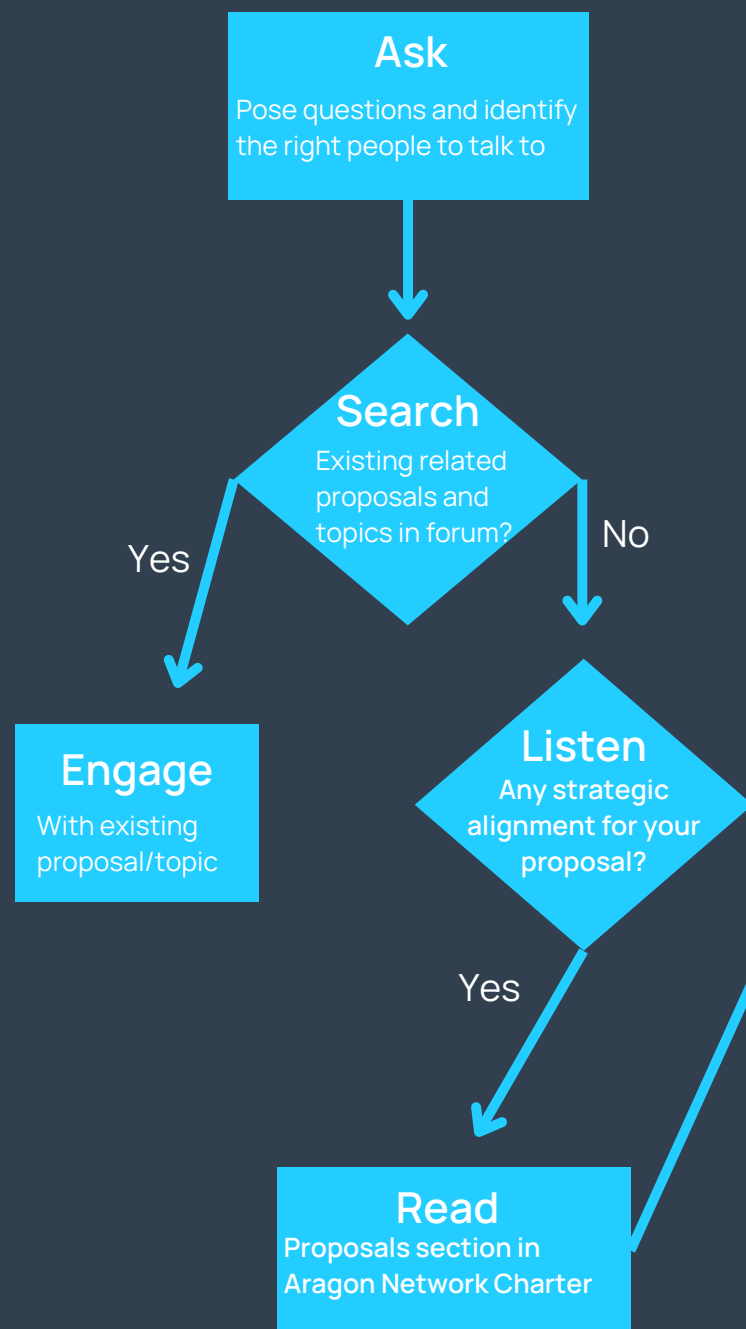 Ask
Pose questions and identify
the right people to talk to
Search
Existing related
proposals and
topics in forum?
Yes
No
Engage
With existing
proposal/topic
Listen
Any strategic
alignment for your
proposal?
Yes
Read
Proposals section in
Aragon Network Charter